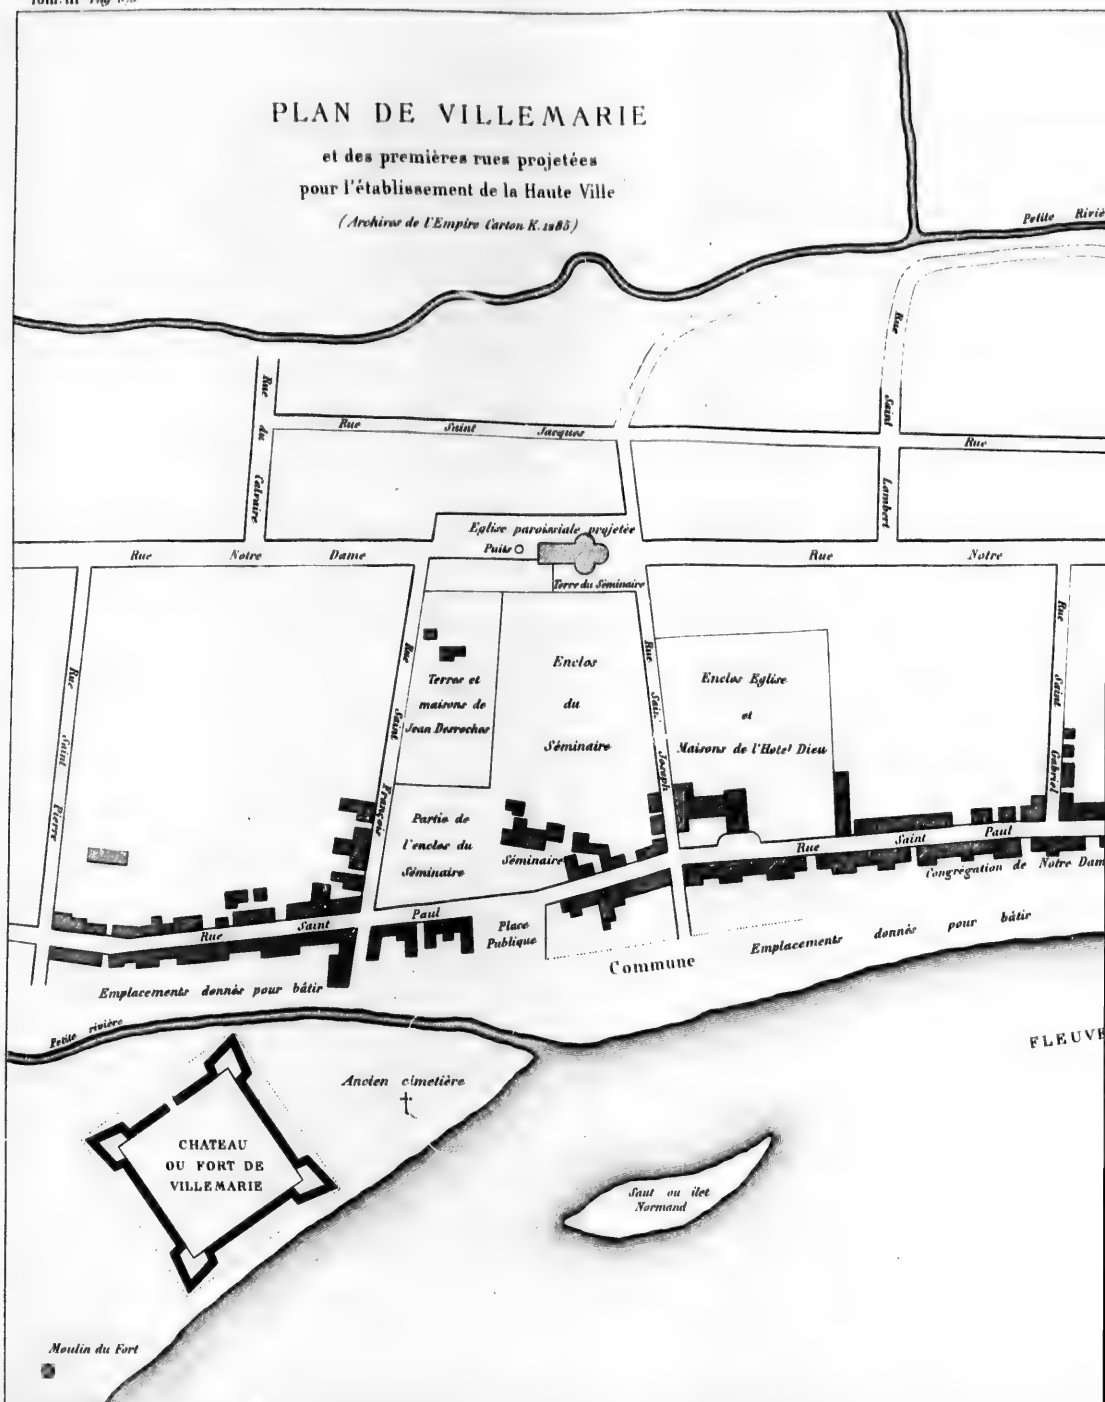 PLAN DE VILLEMARIE
et des premières rues projetées
pour l'établissement de la Haute Ville
(Archives de l'Empire Carton K. 1285)
Petite Riviè
Rue Saint Lambert
Rue du Calvaire
Rue Saint Jacques
Rue
Eglise paroissiale projetée
Puits
Rue Notre Dame
Rue Notre
Terre du Séminaire
Rue Saint Pierre
Rue Saint François
Rue Sai Joseph
Rue Saint Gabriel
Terres et
maisons de
Jean Desroches
Enclos
du
Séminaire
Enclos Eglise
et
Maisons de l'Hotel Dieu
Partie de
l'enclos du
Séminaire
Séminaire
Rue Saint Paul
Rue Saint Paul
Congrégation de Notre Dam
Place
Publique
Commune
Emplacements donnés pour bâtir
Emplacements donnés pour bâtir
Petite rivière
FLEUVE
Ancien cimetière
CHATEAU
OU FORT DE
VILLEMARIE
Saut ou ilet
Normand
Moulin du Fort